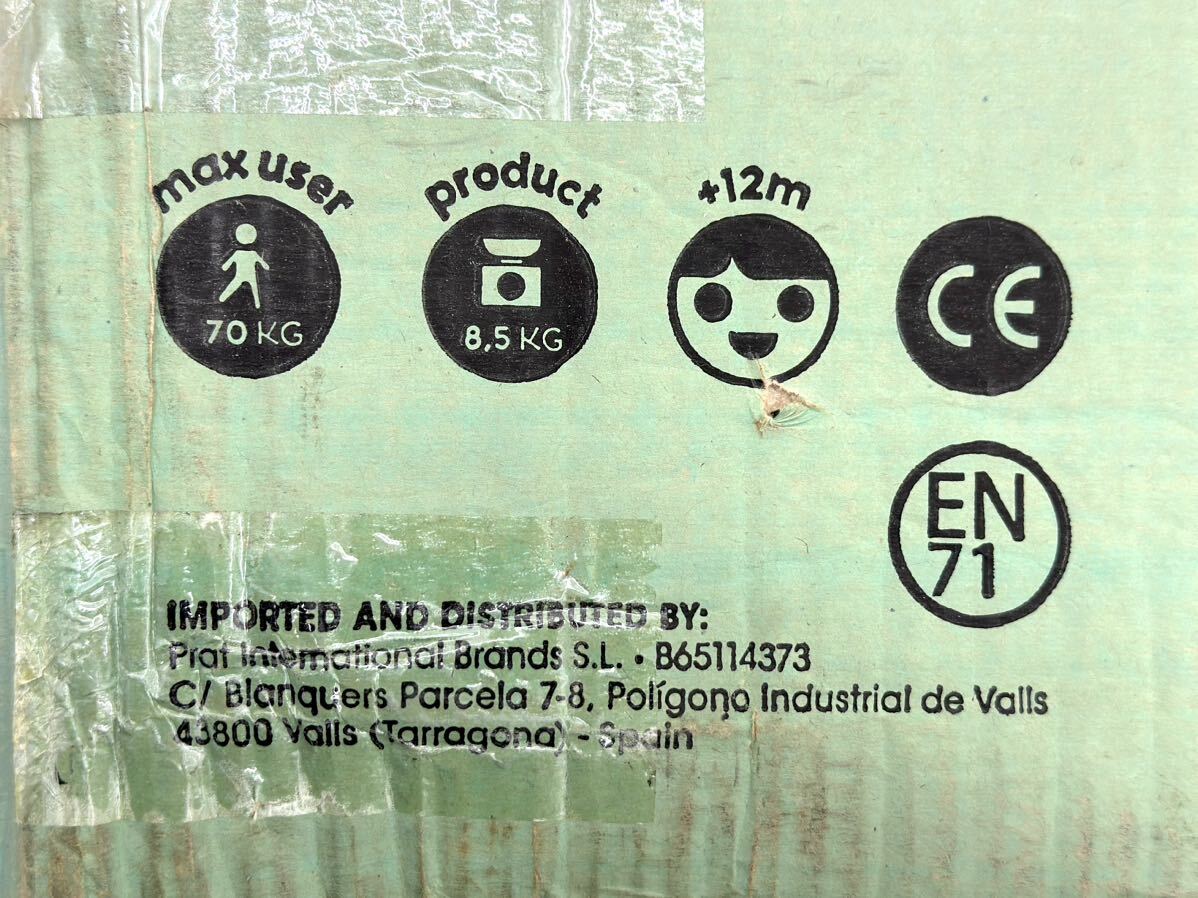 max user
70 KG
product
8,5 KG
+12m
CE
EN
71
IMPORTED AND DISTRIBUTED BY:
Prat International Brands S.L. • B65114373
C/ Blanquers Parcela 7-8, Polígono Industrial de Valls
43800 Valls (Tarragona) - Spain